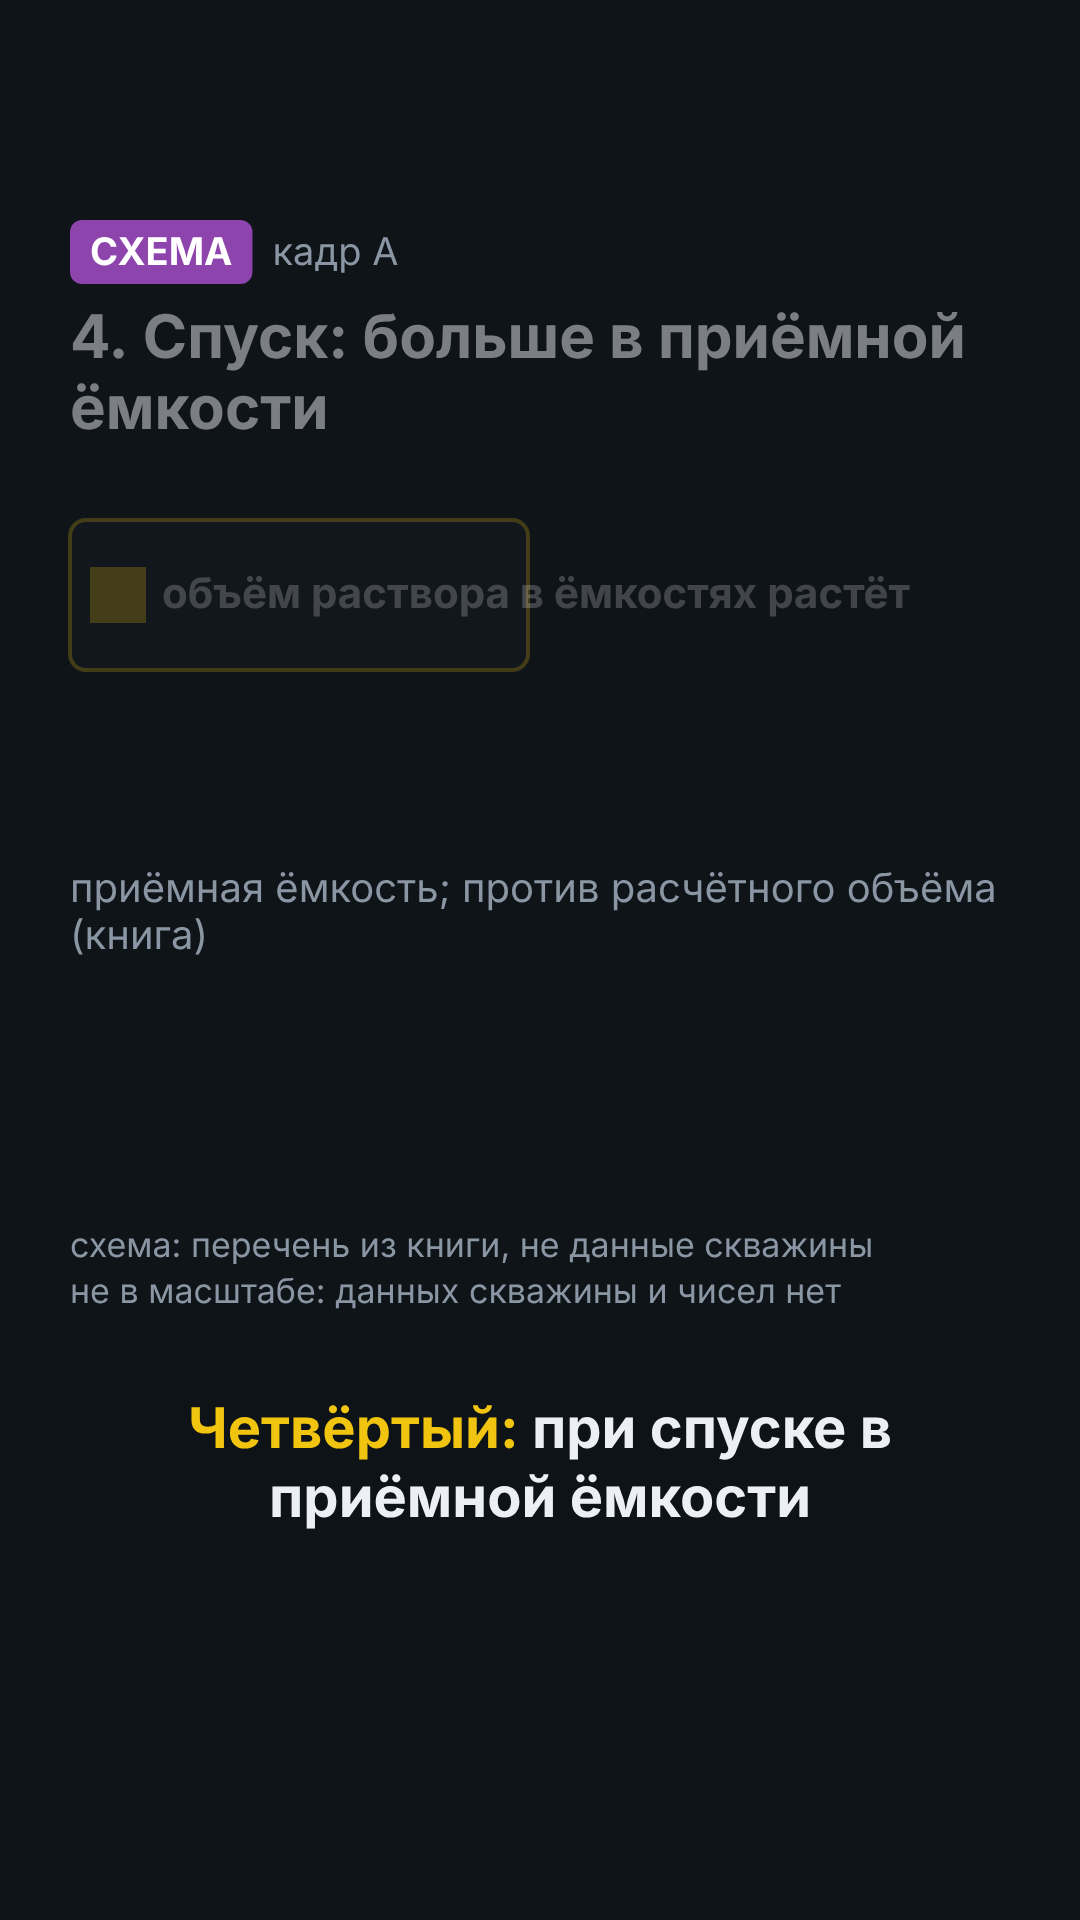 СХЕМА кадр А
4. Спуск: больше в приёмной
ёмкости
объём раствора в ёмкостях растёт
приёмная ёмкость; против расчётного объёма
(книга)
схема: перечень из книги, не данные скважины
не в масштабе: данных скважины и чисел нет
Четвёртый: при спуске в
приёмной ёмкости